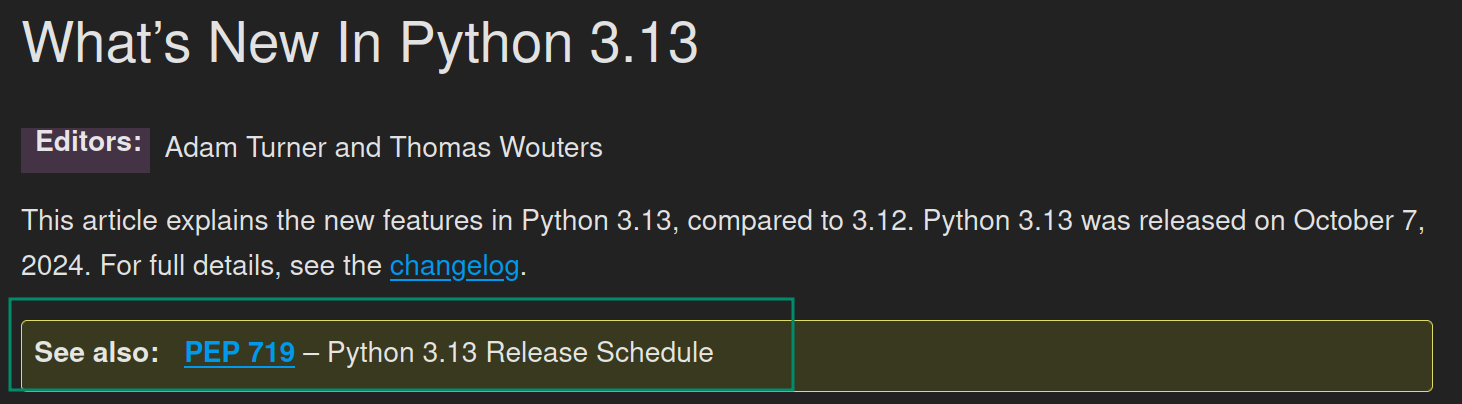 What’s New In Python 3.13
Editors: Adam Turner and Thomas Wouters
This article explains the new features in Python 3.13, compared to 3.12. Python 3.13 was released on October 7,
2024. For full details, see the changelog.
See also: PEP 719 – Python 3.13 Release Schedule